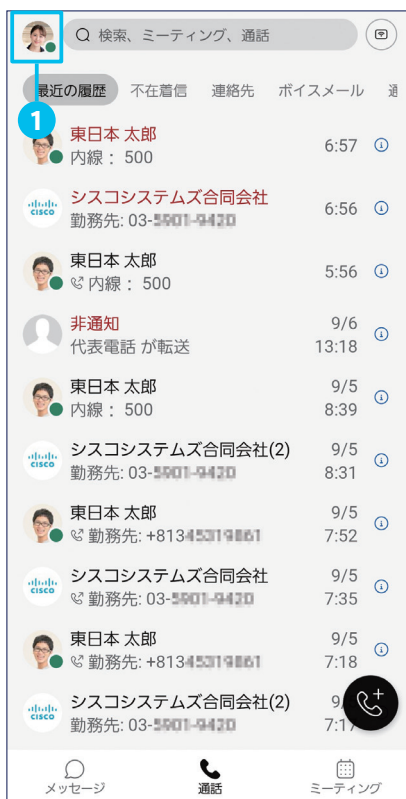 検索、ミーティング、通話
最近の履歴 不在着信 連絡先 ボイスメール 通
1
東日本 太郎
6:57
内線： 500
シスコシステムズ合同会社
6:56
勤務先: 03-
東日本 太郎
5:56
内線： 500
非通知
9/6
代表電話 が転送
13:18
東日本 太郎
9/5
内線： 500
8:39
シスコシステムズ合同会社(2)
9/5
勤務先: 03-
8:31
東日本 太郎
9/5
勤務先: +813
7:52
シスコシステムズ合同会社
9/5
勤務先: 03-
7:35
東日本 太郎
9/5
勤務先: +813
7:18
シスコシステムズ合同会社(2)
勤務先: 03-
CISCO
CISCO
CISCO
CISCO
メッセージ 通話 ミーティング